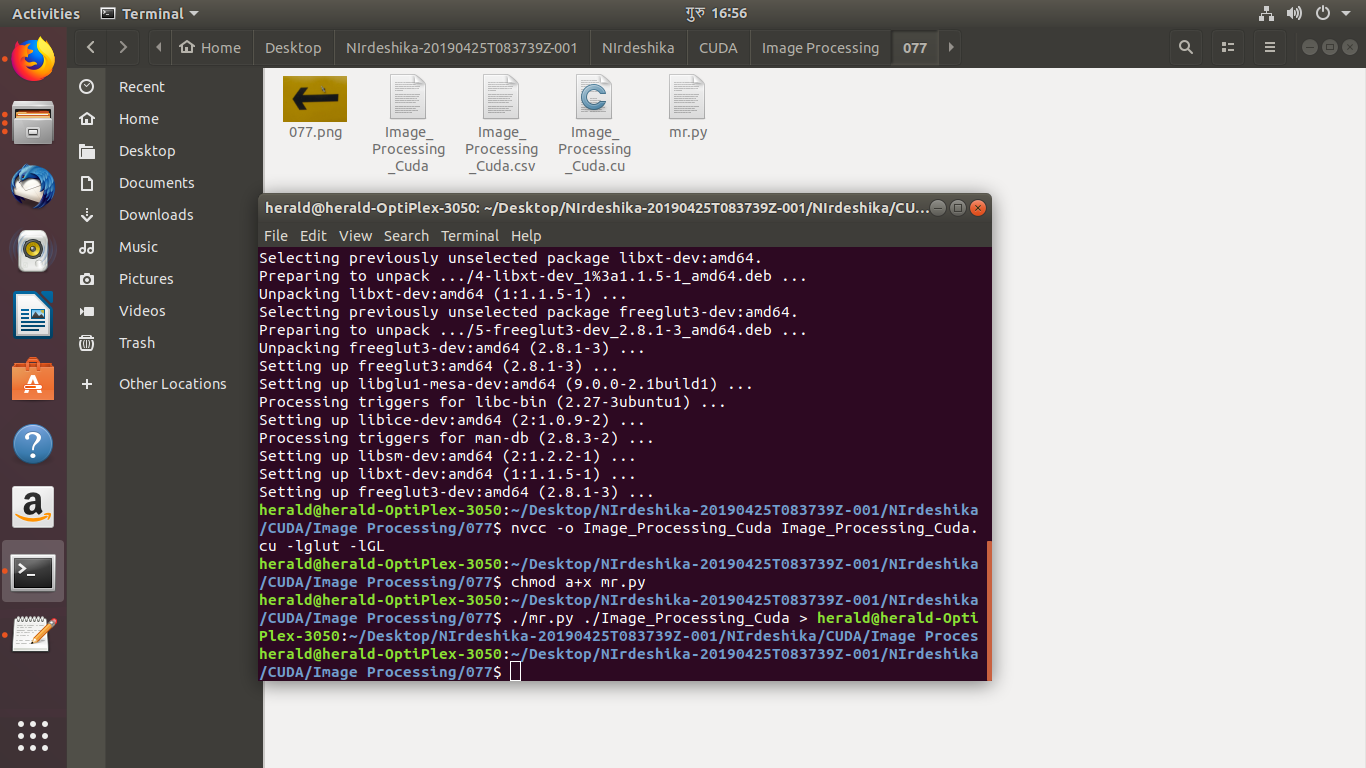 Activities
Terminal
गुरु 16:56
Home
Desktop
NIrdeshika-20190425T083739Z-001
NIrdeshika
CUDA
Image Processing
077
Recent
Home
Desktop
Documents
Downloads
Music
Pictures
Videos
Trash
Other Locations
077.png
Image_
Processing
_Cuda
Image_
Processing
_Cuda.csv
Image_
Processing
_Cuda.cu
mr.py
herald@herald-OptiPlex-3050: ~/Desktop/NIrdeshika-20190425T083739Z-001/NIrdeshika/CU...
File Edit View Search Terminal Help
Selecting previously unselected package libxt-dev:amd64.
Preparing to unpack .../4-libxt-dev_1%3a1.1.5-1_amd64.deb ...
Unpacking libxt-dev:amd64 (1:1.1.5-1) ...
Selecting previously unselected package freeglut3-dev:amd64.
Preparing to unpack .../5-freeglut3-dev_2.8.1-3_amd64.deb ...
Unpacking freeglut3-dev:amd64 (2.8.1-3) ...
Setting up freeglut3:amd64 (2.8.1-3) ...
Setting up libglu1-mesa-dev:amd64 (9.0.0-2.1build1) ...
Processing triggers for libc-bin (2.27-3ubuntu1) ...
Setting up libice-dev:amd64 (2:1.0.9-2) ...
Processing triggers for man-db (2.8.3-2) ...
Setting up libsm-dev:amd64 (2:1.2.2-1) ...
Setting up libxt-dev:amd64 (1:1.1.5-1) ...
Setting up freeglut3-dev:amd64 (2.8.1-3) ...
herald@herald-OptiPlex-3050:~/Desktop/NIrdeshika-20190425T083739Z-001/NIrdeshika
/CUDA/Image Processing/077$ nvcc -o Image_Processing_Cuda Image_Processing_Cuda.
cu -lglut -lGL
herald@herald-OptiPlex-3050:~/Desktop/NIrdeshika-20190425T083739Z-001/NIrdeshika
/CUDA/Image Processing/077$ chmod a+x mr.py
herald@herald-OptiPlex-3050:~/Desktop/NIrdeshika-20190425T083739Z-001/NIrdeshika
/CUDA/Image Processing/077$ ./mr.py ./Image_Processing_Cuda > herald@herald-Opti
Plex-3050:~/Desktop/NIrdeshika-20190425T083739Z-001/NIrdeshika/CUDA/Image Proces
herald@herald-OptiPlex-3050:~/Desktop/NIrdeshika-20190425T083739Z-001/NIrdeshika
/CUDA/Image Processing/077$